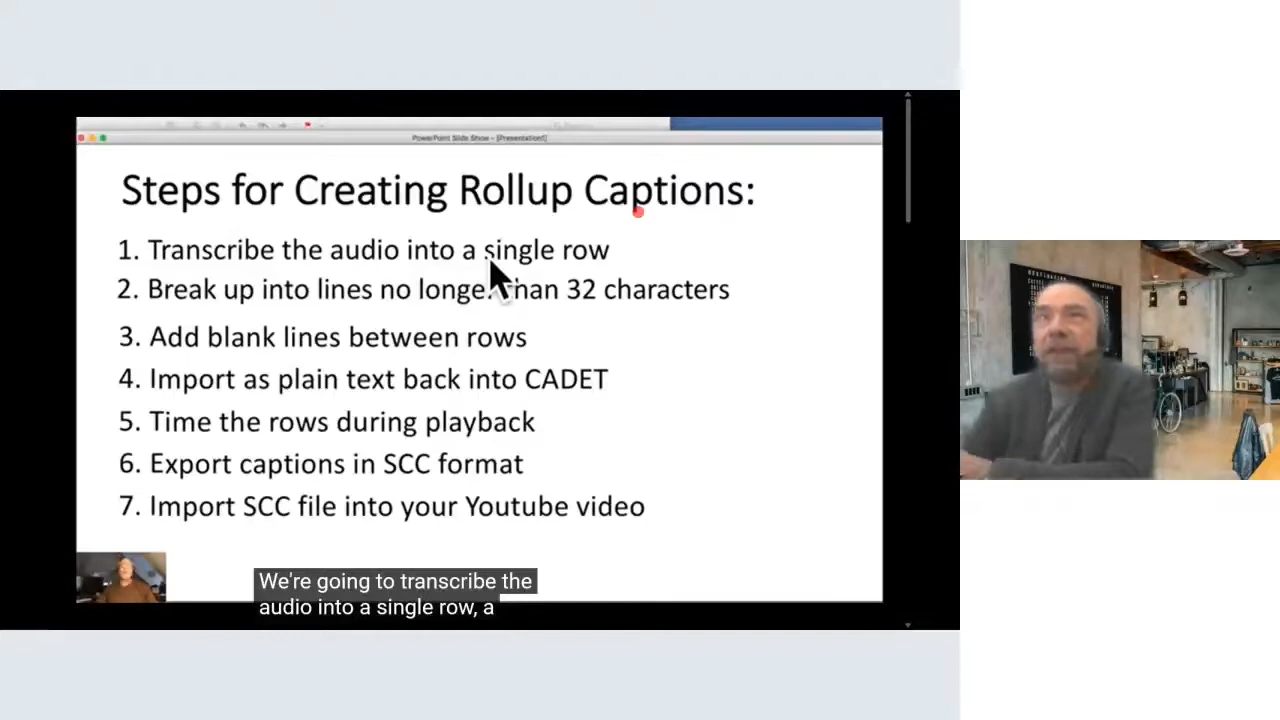 PowerPoint Slide Show - [Presentation1]
Steps for Creating Rollup Captions:
1. Transcribe the audio into a single row
2. Break up into lines no longe than 32 characters
3. Add blank lines between rows
4. Import as plain text back into CADET
5. Time the rows during playback
6. Export captions in SCC format
7. Import SCC file into your Youtube video
We're going to transcribe the
audio into a single row, a
DESTINATION